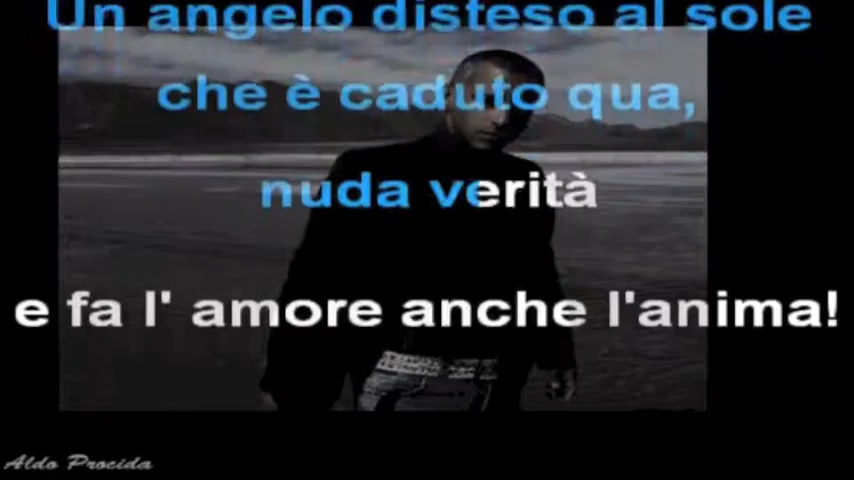 Un angelo disteso al sole
che è caduto qua,
nuda verità
e fa l' amore anche l'anima!
Aldo Procida